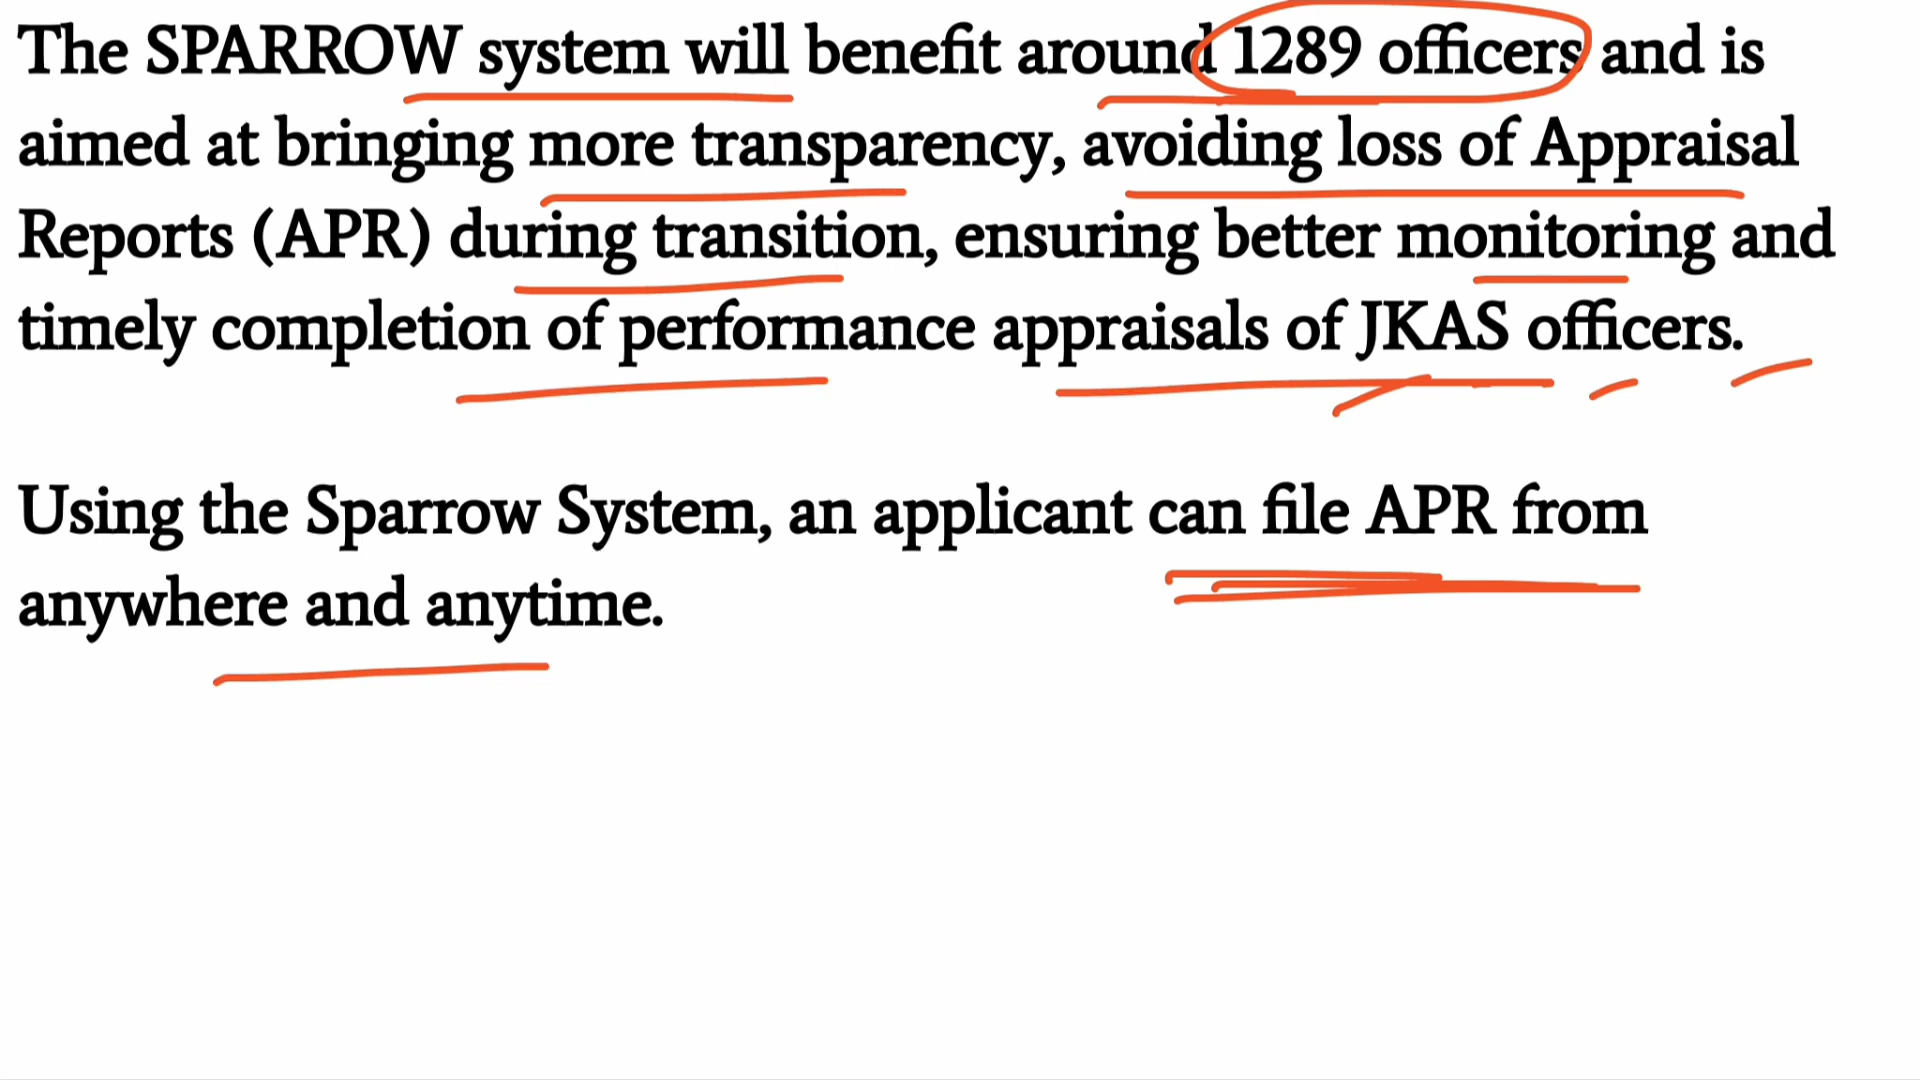 The SPARROW system will benefit around 1289 officers and is
aimed at bringing more transparency, avoiding loss of Appraisal
Reports (APR) during transition, ensuring better monitoring and
timely completion of performance appraisals of JKAS officers.
Using the Sparrow System, an applicant can file APR from
anywhere and anytime.